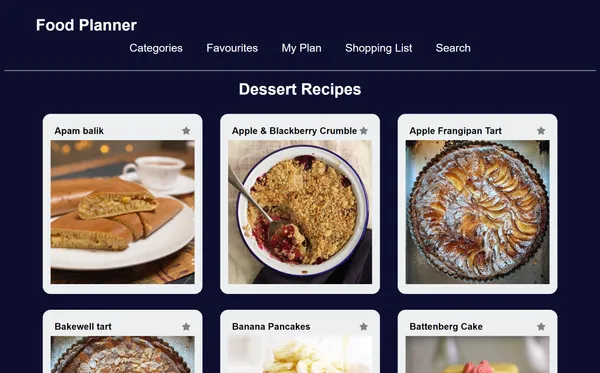 Food Planner
Categories Favourites My Plan Shopping List Search
Dessert Recipes
Apam balik
Apple & Blackberry Crumble
Apple Frangipan Tart
Bakewell tart
Banana Pancakes
Battenberg Cake